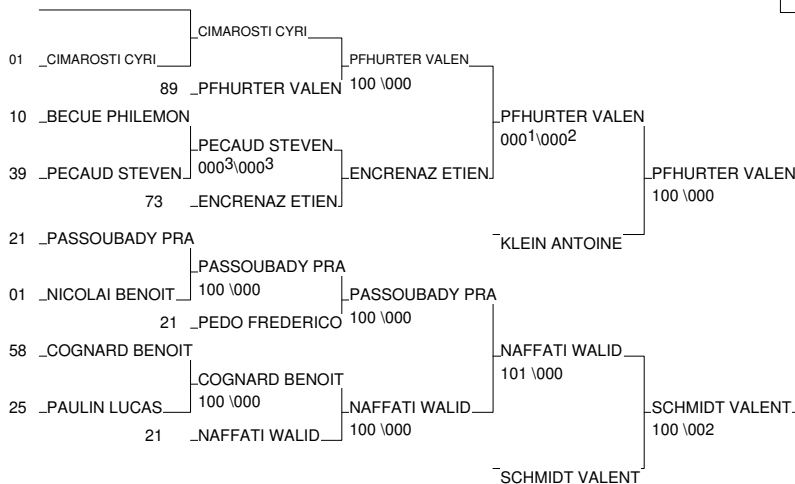 CIMAROSTI CYRI
01 CIMAROSTI CYRI PFHURTER VALEN
89 PFHURTER VALEN 100 \000
10 BECUE PHILEMON PFHURTER VALEN
000¹\000²
PECAUD STEVEN
39 PECAUD STEVEN 000³\000³ ENCRENAZ ETIEN PFHURTER VALEN
100 \000
73 ENCRENAZ ETIEN
21 PASSOUBADY PRA KLEIN ANTOINE
PASSOUBADY PRA
01 NICOLAI BENOIT 100 \000 PASSOUBADY PRA
21 PEDO FREDERICO 100 \000
58 COGNARD BENOIT NAFFATI WALID
101 \000
COGNARD BENOIT
25 PAULIN LUCAS 100 \000 NAFFATI WALID SCHMIDT VALENT
21 NAFFATI WALID 100 \000 100 \002
SCHMIDT VALENT